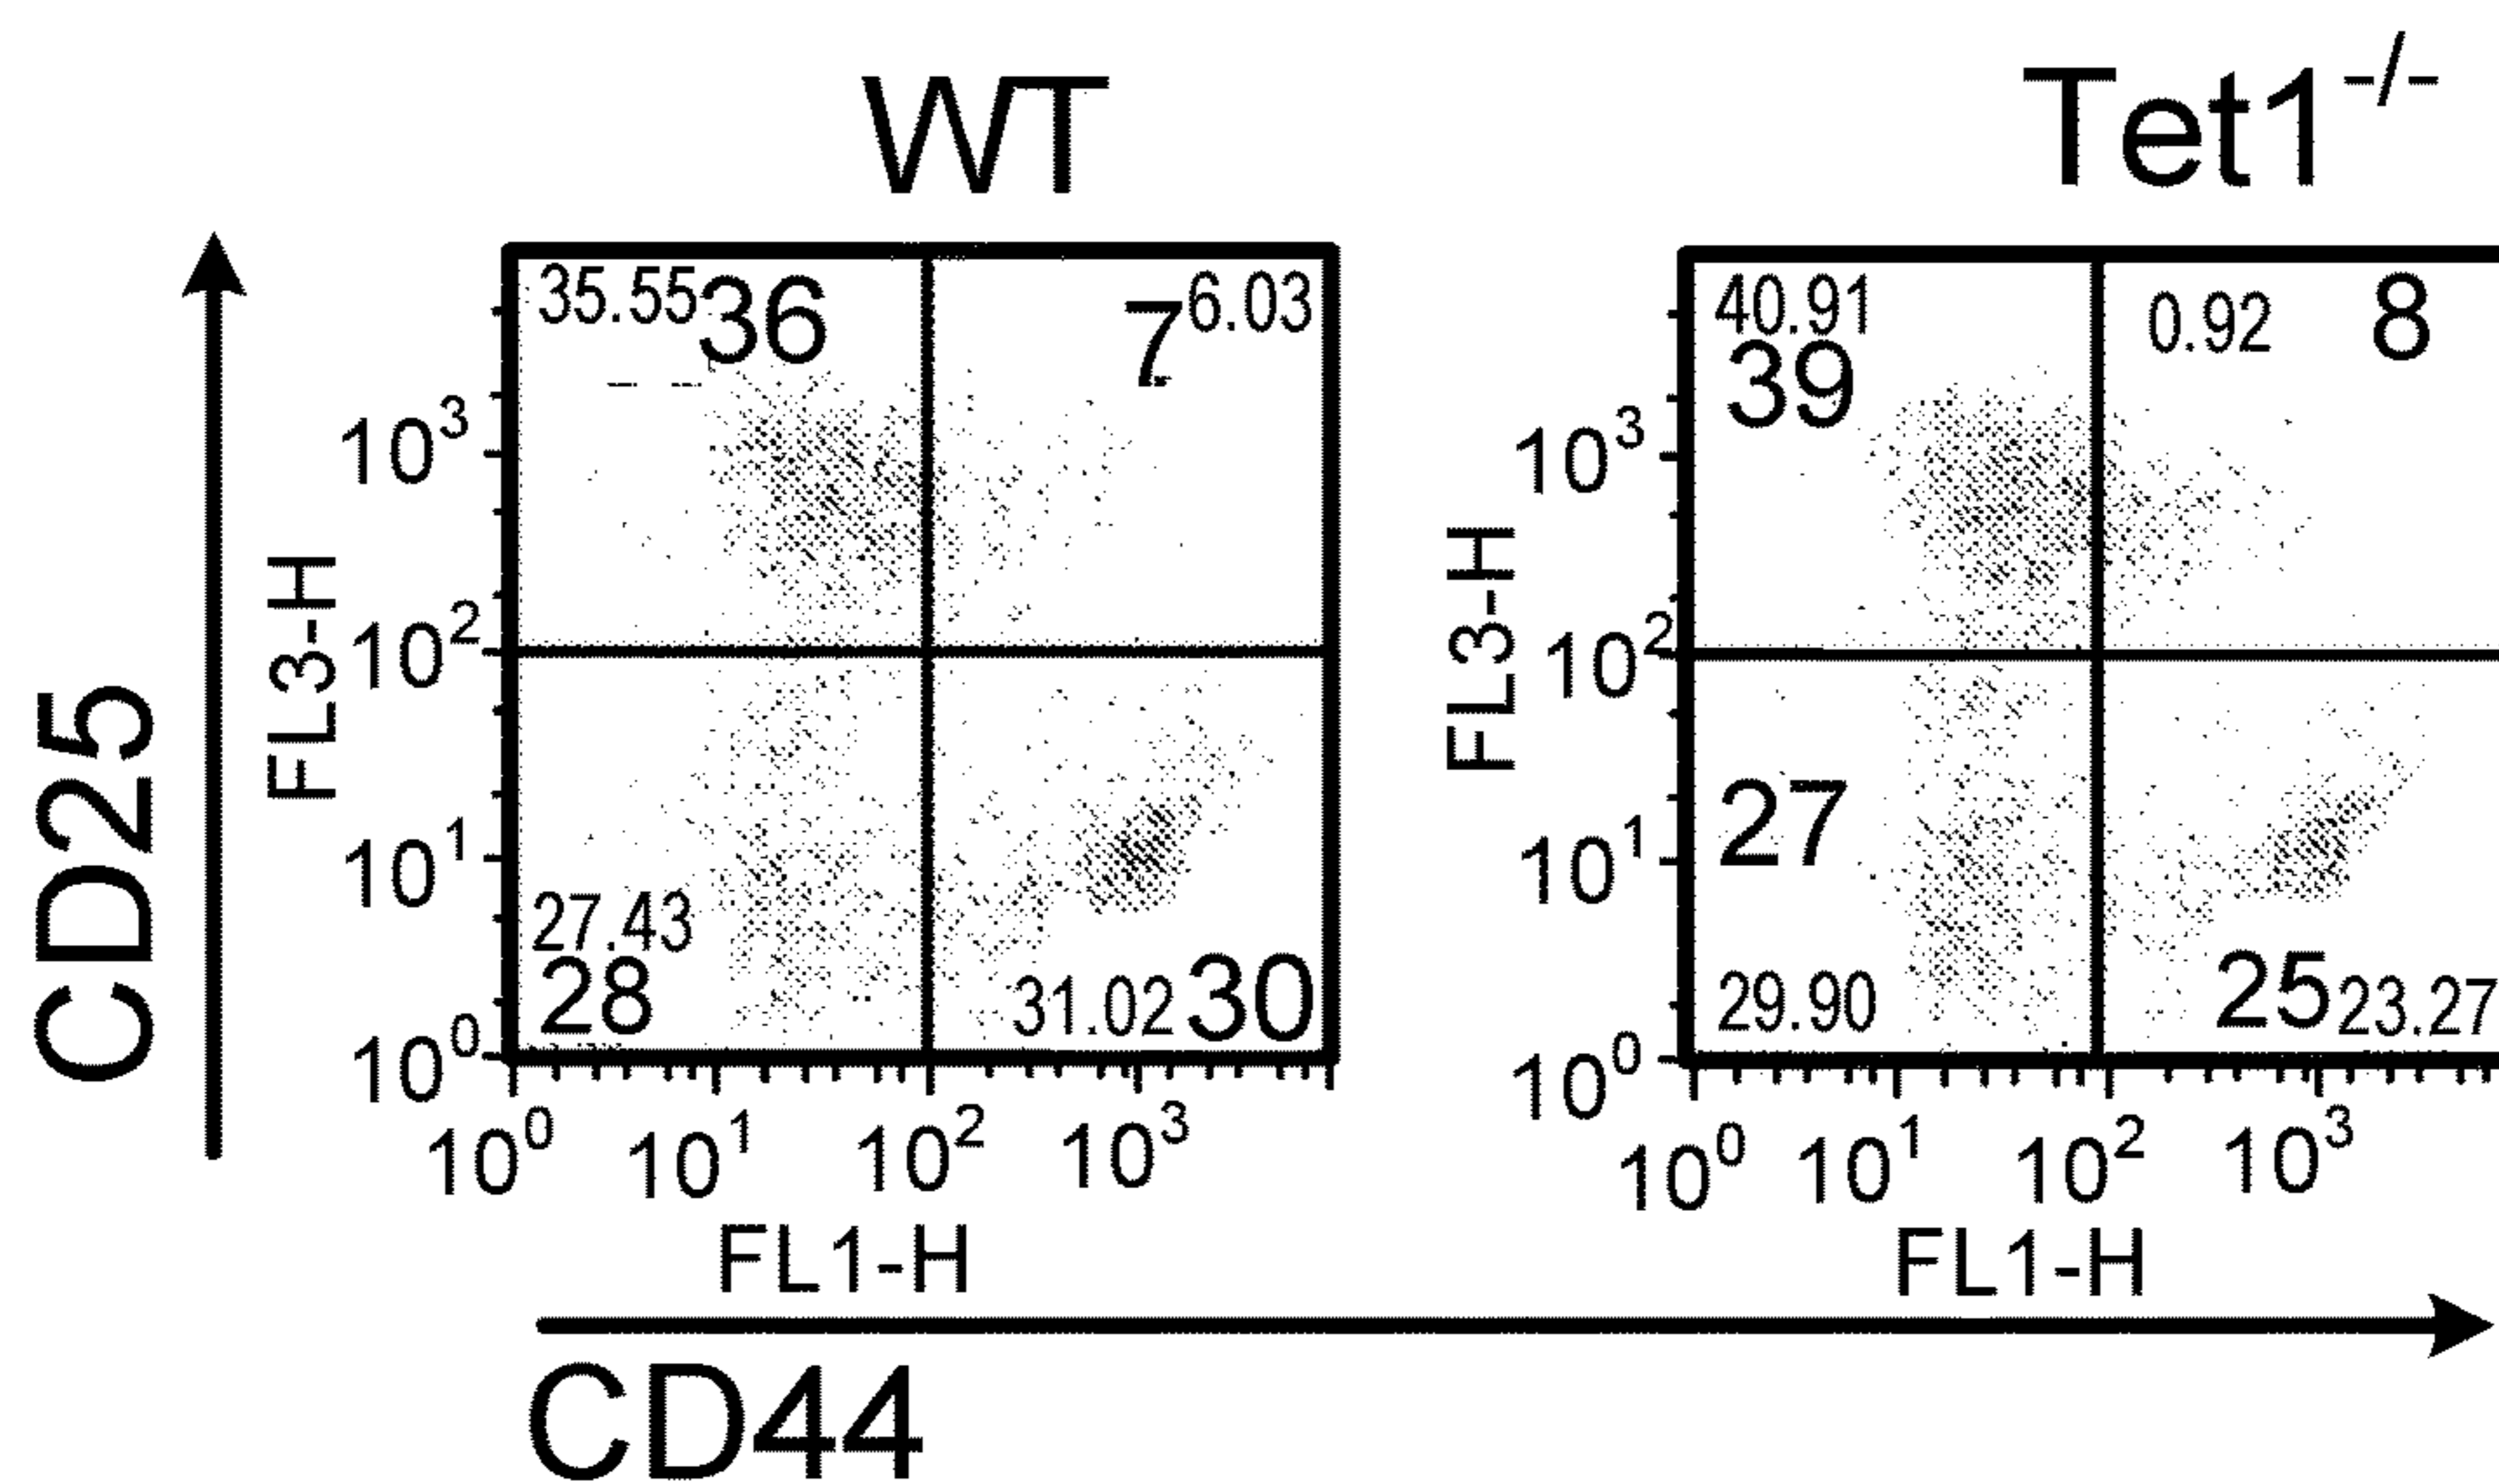 WT
Tet1-/-
35.55
36
7
6.03
40.91
39
0.92
8
27.43
28
31.02
30
27
29.90
25
23.27
10³
10²
10¹
10⁰
10³
10²
10¹
10⁰
FL3-H
FL3-H
CD25
10⁰ 10¹ 10² 10³
10⁰ 10¹ 10² 10³
FL1-H
FL1-H
CD44